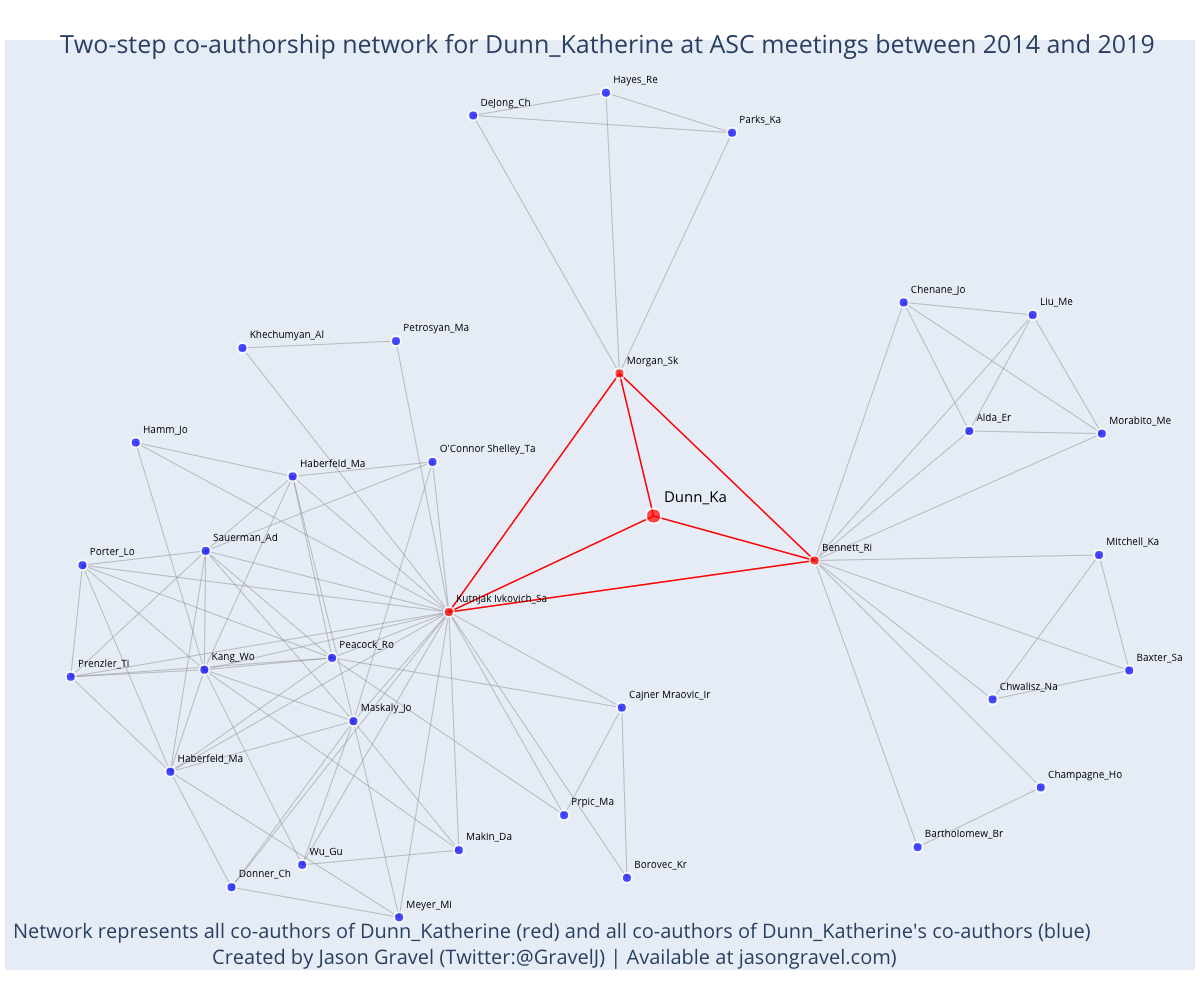 Two-step co-authorship network for Dunn_Katherine at ASC meetings between 2014 and 2019
Hayes_Re
DeJong_Ch
Parks_Ka
Chenane_Jo
Liu_Me
Khechumyan_Al
Petrosyan_Ma
Morgan_Sk
Alda_Er
Morabito_Me
Hamm_Jo
O'Connor Shelley_Ta
Haberfeld_Ma
Dunn_Ka
Sauerman_Ad
Porter_Lo
Bennett_Ri
Mitchell_Ka
Kutnjak Ivkovich_Sa
Peacock_Ro
Kang_Wo
Prenzler_Ti
Baxter_Sa
Chwalisz_Na
Cajner Mraovic_Ir
Maskaly_Jo
Haberfeld_Ma
Champagne_Ho
Prpic_Ma
Bartholomew_Br
Makin_Da
Wu_Gu
Borovec_Kr
Donner_Ch
Meyer_Mi
Network represents all co-authors of Dunn_Katherine (red) and all co-authors of Dunn_Katherine's co-authors (blue)
Created by Jason Gravel (Twitter:@GravelJ) | Available at jasongravel.com)